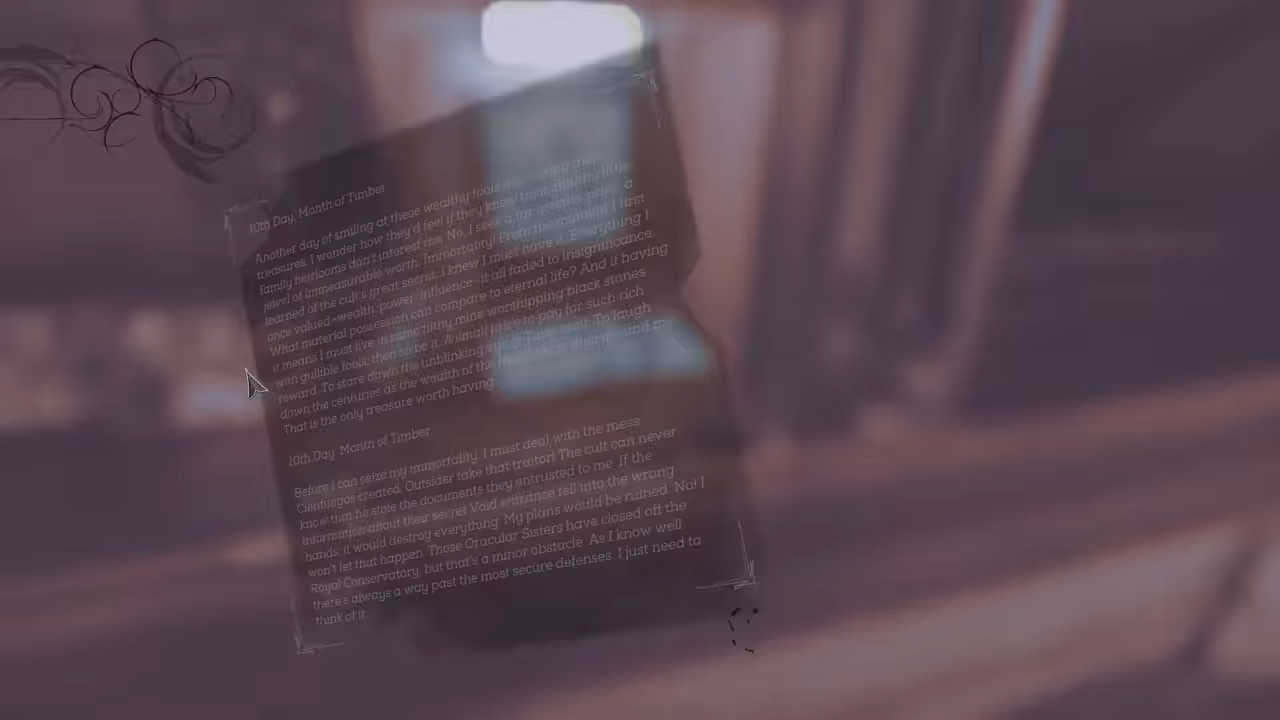 10th Day, Month of Timber
Another day of smiling at these wealthy fools
treasures. I wonder how they'd feel if they knew
family heirlooms don't interest me. No, I seek a far greater prize: a
jewel of immeasurable worth. Immortality! From the moment I first
learned of the cult's great secret, I knew I must have it. Everything I
once valued-wealth, power, influence-it all faded to insignificance.
What material possession can compare to eternal life? And if having
it means I must live in some filthy mine worshipping black stones
with gullible fools, then so be it. A small price to pay for such rich
reward. To stare down the unblinking To laugh
down the centuries as the wealth of the
That is the only treasure worth having.
10th Day, Month of Timber
Before I can seize my immortality, I must deal with the mess
Cienfuegos created. Outsider take that traitor! The cult can never
know that he stole the documents they entrusted to me. If the
information about their secret Void entrance fell into the wrong
hands, it would destroy everything. My plans would be ruined. No! I
won't let that happen. Those Oracular Sisters have closed off the
Royal Conservatory, but that's a minor obstacle. As I know well
there's always a way past the most secure defenses. I just need to
think of it.